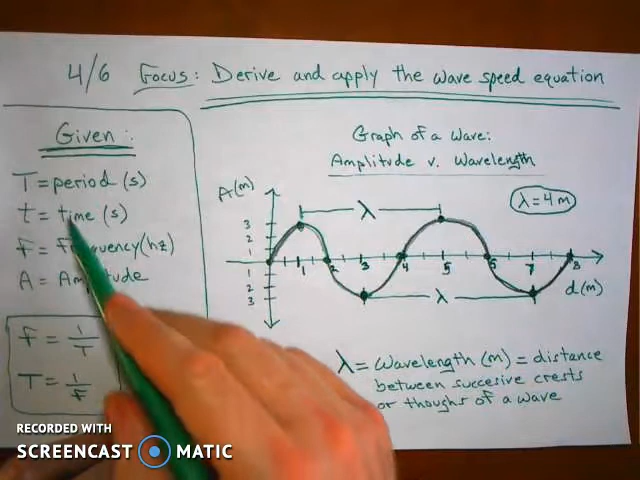 4/6 Focus: Derive and apply the wave speed equation
Given:
T = period (s)
t = time (s)
f = frequency (hz)
A = Amplitude
f = 1/T
T = 1/f
Graph of a Wave:
Amplitude v. Wavelength
A(m)
λ
λ = 4 m
3
2
1
1 2 3 4 5 6 7 8
1
2
3
λ
d(m)
λ = Wavelength (m) = distance
between succesive crests
or thoughs of a wave
RECORDED WITH
SCREENCAST MATIC